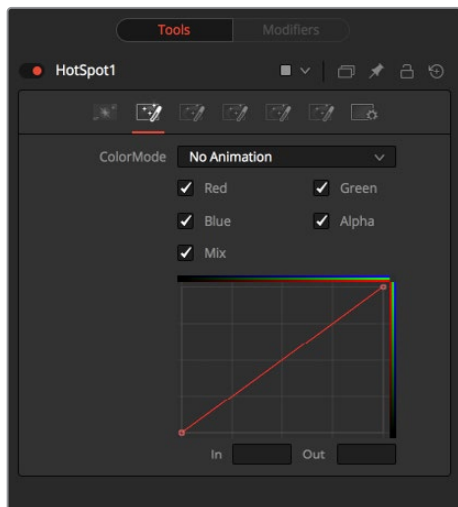 Tools Modifiers
HotSpot1
ColorMode No Animation
Red Green
Blue Alpha
Mix
In Out